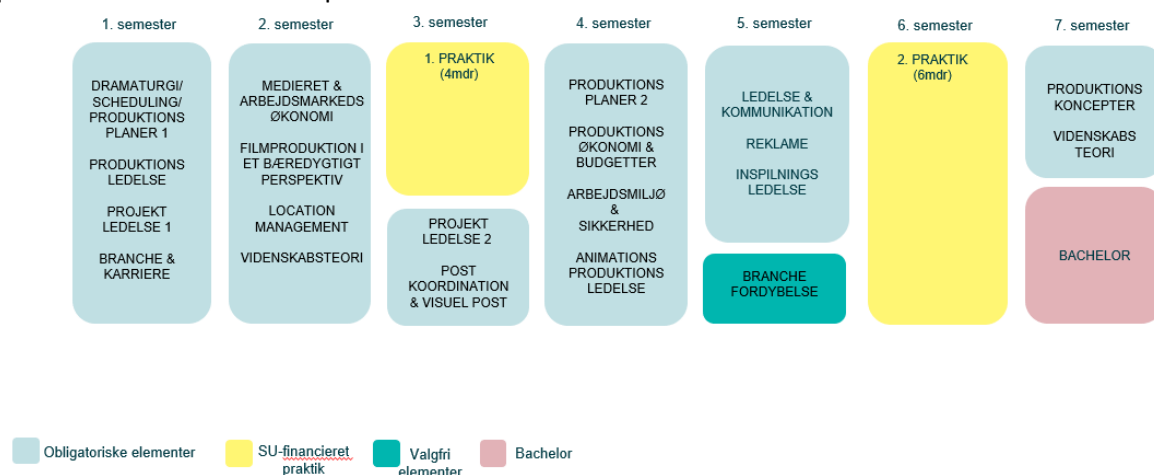 1. semester
DRAMATURGI/
SCHEDULING/
PRODUKTIONS
PLANER 1
PRODUKTIONS
LEDELSE
PROJEKT
LEDELSE 1
BRANCHE &
KARRIERE
2. semester
MEDIERET &
ARBEJDSMARKEDS
ØKONOMI
FILMPRODUKTION I
ET BÆREDYGTIGT
PERSPEKTIV
LOCATION
MANAGEMENT
VIDENSKABSTEORI
3. semester
1. PRAKTIK
(4mdr)
PROJEKT
LEDELSE 2
POST
KOORDINATION
& VISUEL POST
4. semester
PRODUKTIONS
PLANER 2
PRODUKTIONS
ØKONOMI &
BUDGETTER
ARBEJDSMILJØ
&
SIKKERHED
ANIMATIONS
PRODUKTIONS
LEDELSE
5. semester
LEDELSE &
KOMMUNIKATION
REKLAME
INSPILNINGS
LEDELSE
BRANCHE
FORDYBELSE
6. semester
2. PRAKTIK
(6mdr)
7. semester
PRODUKTIONS
KONCEPTER
VIDENSKABS
TEORI
BACHELOR
Obligatoriske elementer
SU-financieret
praktik
Valgfri
elementer
Bachelor